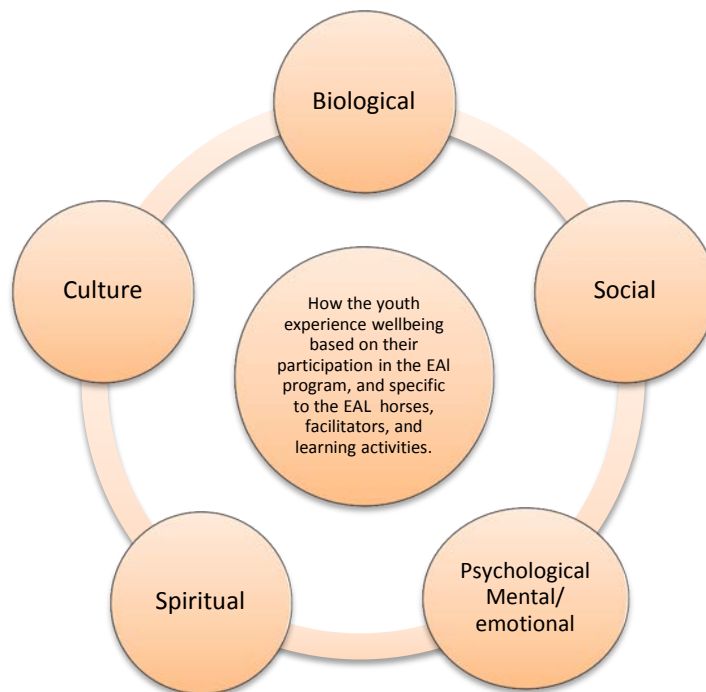 Biological
Culture
Social
How the youth
experience wellbeing
based on their
participation in the EAl
program, and specific
to the EAL horses,
facilitators, and
learning activities.
Spiritual
Psychological
Mental/
emotional